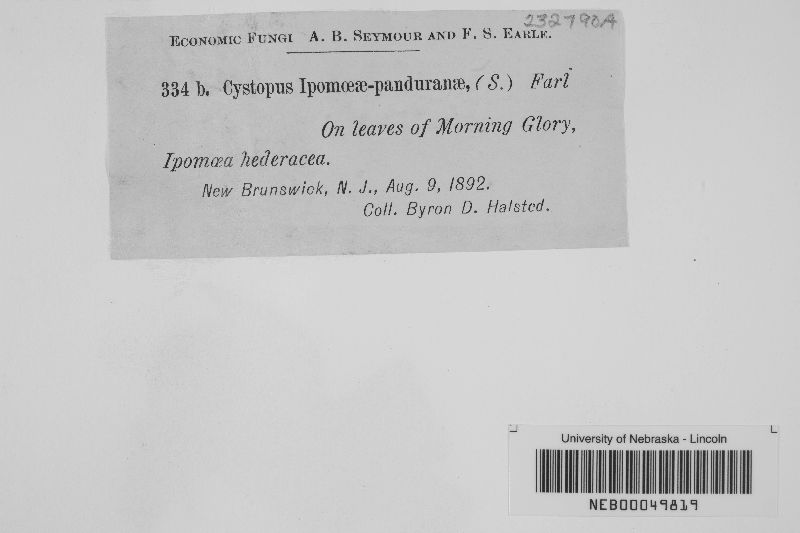 232790A
Economic Fungi A. B. Seymour and F. S. Earle.
334 b. Cystopus Ipomœæ-panduranæ, (S.) Farl
On leaves of Morning Glory,
Ipomœa hederacea.
New Brunswick, N. J., Aug. 9, 1892.
Coll. Byron D. Halsted.
University of Nebraska - Lincoln
NEB00049819